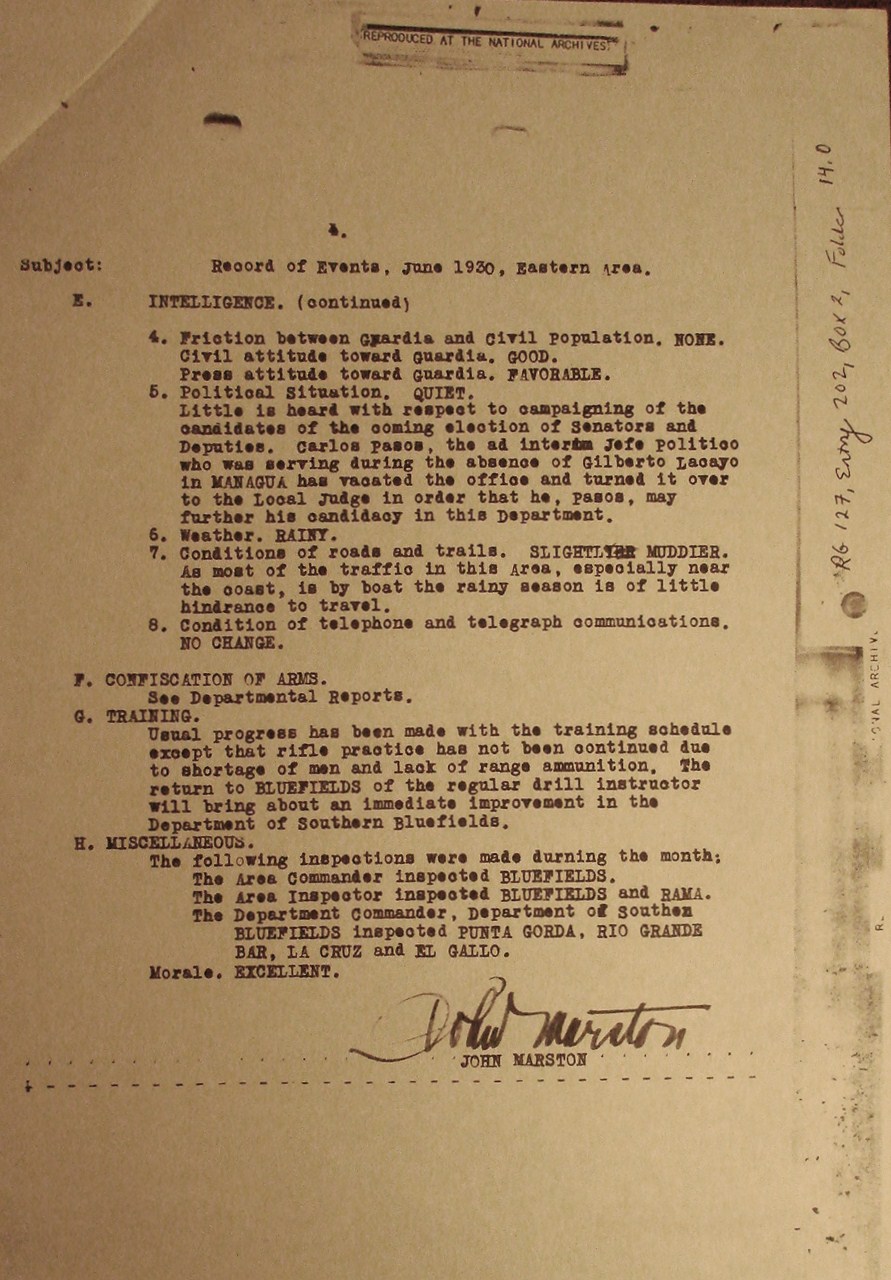 REPRODUCED AT THE NATIONAL ARCHIVES
4.
Subject: Record of Events, June 1930, Eastern Area.
E. INTELLIGENCE. (continued)
4. Friction between Guardia and Civil Population. NONE.
Civil attitude toward Guardia. GOOD.
Press attitude toward Guardia. FAVORABLE.
5. Political Situation. QUIET.
Little is heard with respect to campaigning of the
candidates of the coming election of Senators and
Deputies. Carlos Pasos, the ad interim Jefe Politico
who was serving during the absence of Gilberto Lacayo
in MANAGUA has vacated the office and turned it over
to the Local Judge in order that he, Pasos, may
further his candidacy in this Department.
6. Weather. RAINY.
7. Conditions of roads and trails. SLIGHTLY MUDDIER.
As most of the traffic in this Area, especially near
the coast, is by boat the rainy season is of little
hindrance to travel.
8. Condition of telephone and telegraph communications.
NO CHANGE.
F. CONFISCATION OF ARMS.
See Departmental Reports.
G. TRAINING.
Usual progress has been made with the training schedule
except that rifle practice has not been continued due
to shortage of men and lack of range ammunition. The
return to BLUEFIELDS of the regular drill instructor
will bring about an immediate improvement in the
Department of Southern Bluefields.
H. MISCELLANEOUS.
The following inspections were made durning the month;
The Area Commander inspected BLUEFIELDS.
The Area Inspector inspected BLUEFIELDS and RAMA.
The Department Commander, Department of Southen
BLUEFIELDS inspected PUNTA GORDA, RIO GRANDE
BAR, LA CRUZ and EL GALLO.
Morale. EXCELLENT.
John Marston
JOHN MARSTON
RG 127, Entry 202, Box 2, Folder 14.0